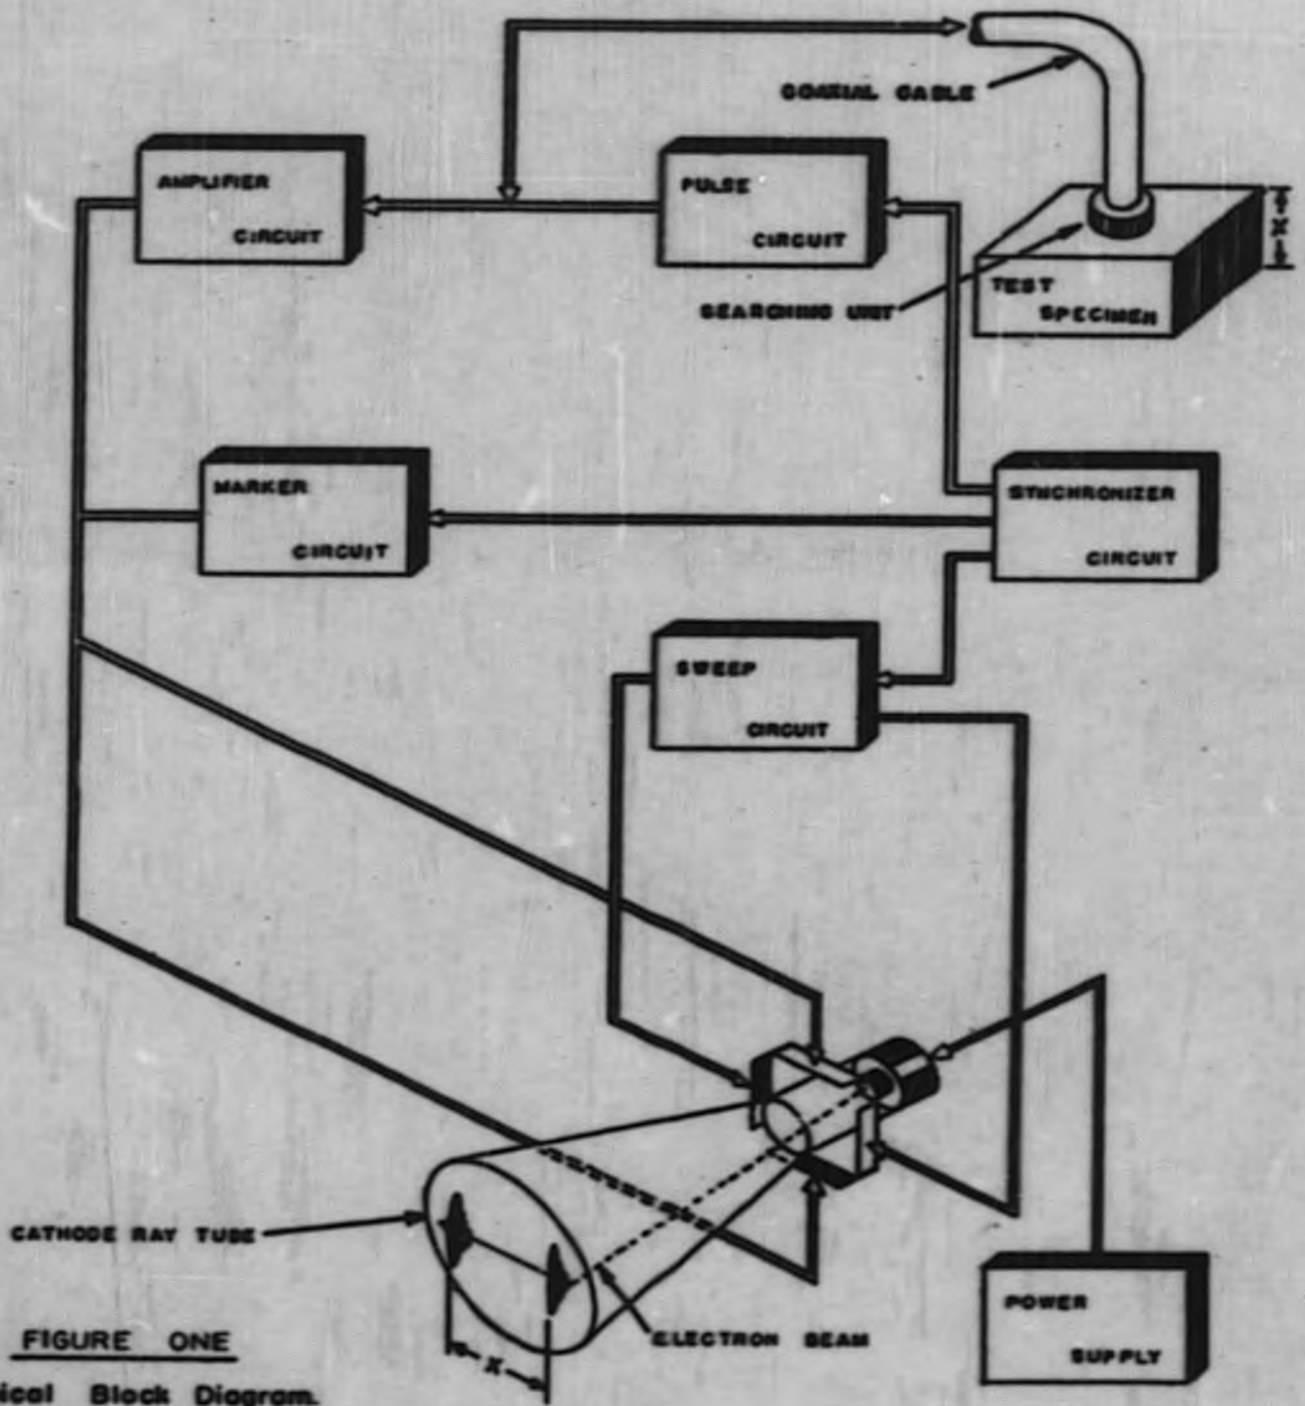 COAXIAL CABLE
AMPLIFIER
CIRCUIT
PULSE
CIRCUIT
X
TEST
SPECIMEN
SEARCHING UNIT
MARKER
CIRCUIT
SYNCHRONIZER
CIRCUIT
SWEEP
CIRCUIT
CATHODE RAY TUBE
ELECTRON BEAM
X
POWER
SUPPLY
FIGURE ONE
ical Block Diagram.